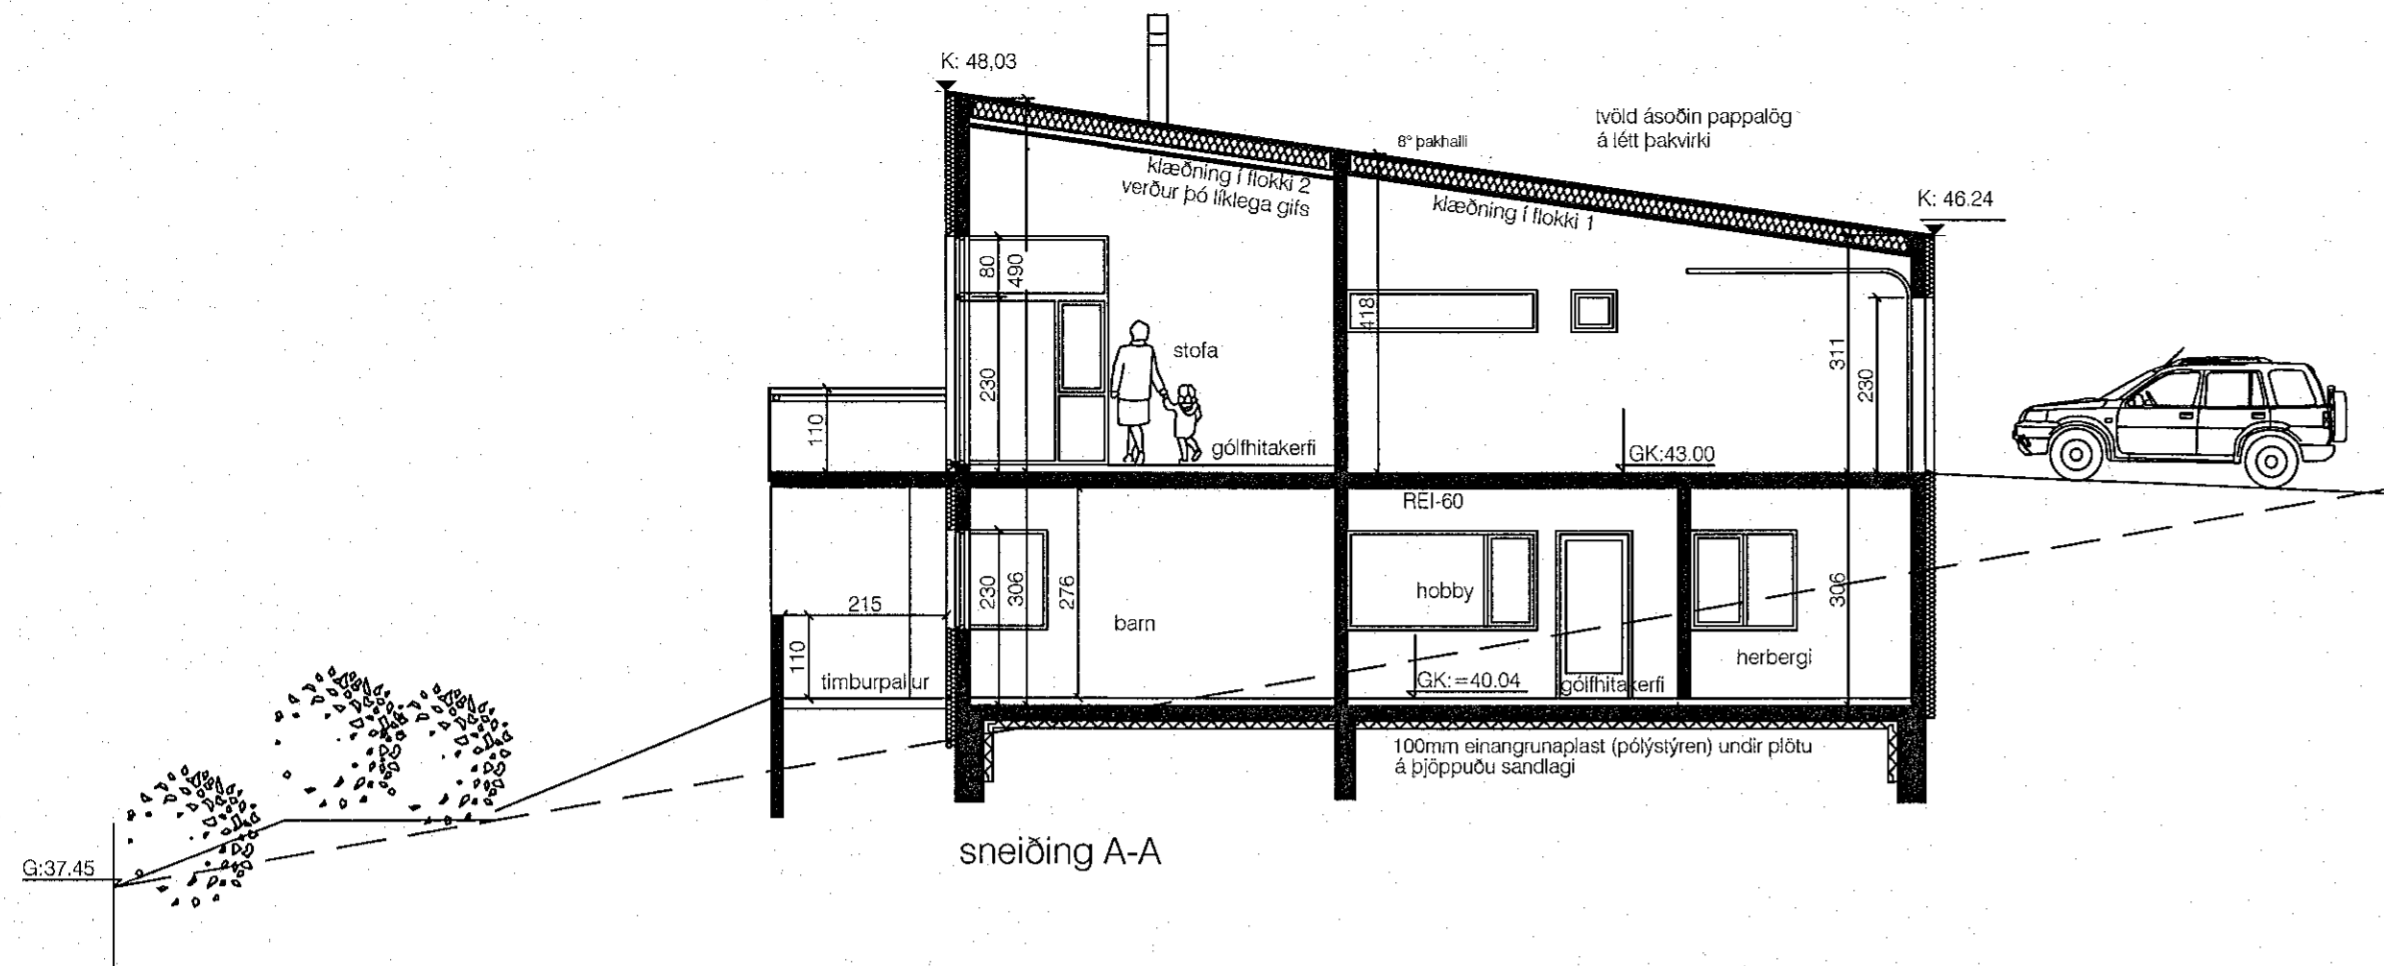 K: 48,03
tvöld ásoðin pappalög
á létt þakvirki
8° þakhalli
klæðning í flokki 2
verður þó líklega gifs
klæðning í flokki 1
K: 46.24
80
490
418
311
230
230
110
stofa
gólfhitakerfi
GK:43.00
REI-60
215
230
306
276
306
110
hobby
barn
herbergi
timburpallur
GK:=40.04
gólfhitakerfi
100mm einangrunaplast (pólýstýren) undir plötu
á þjöppuðu sandlagi
sneiðing A-A
G:37.45